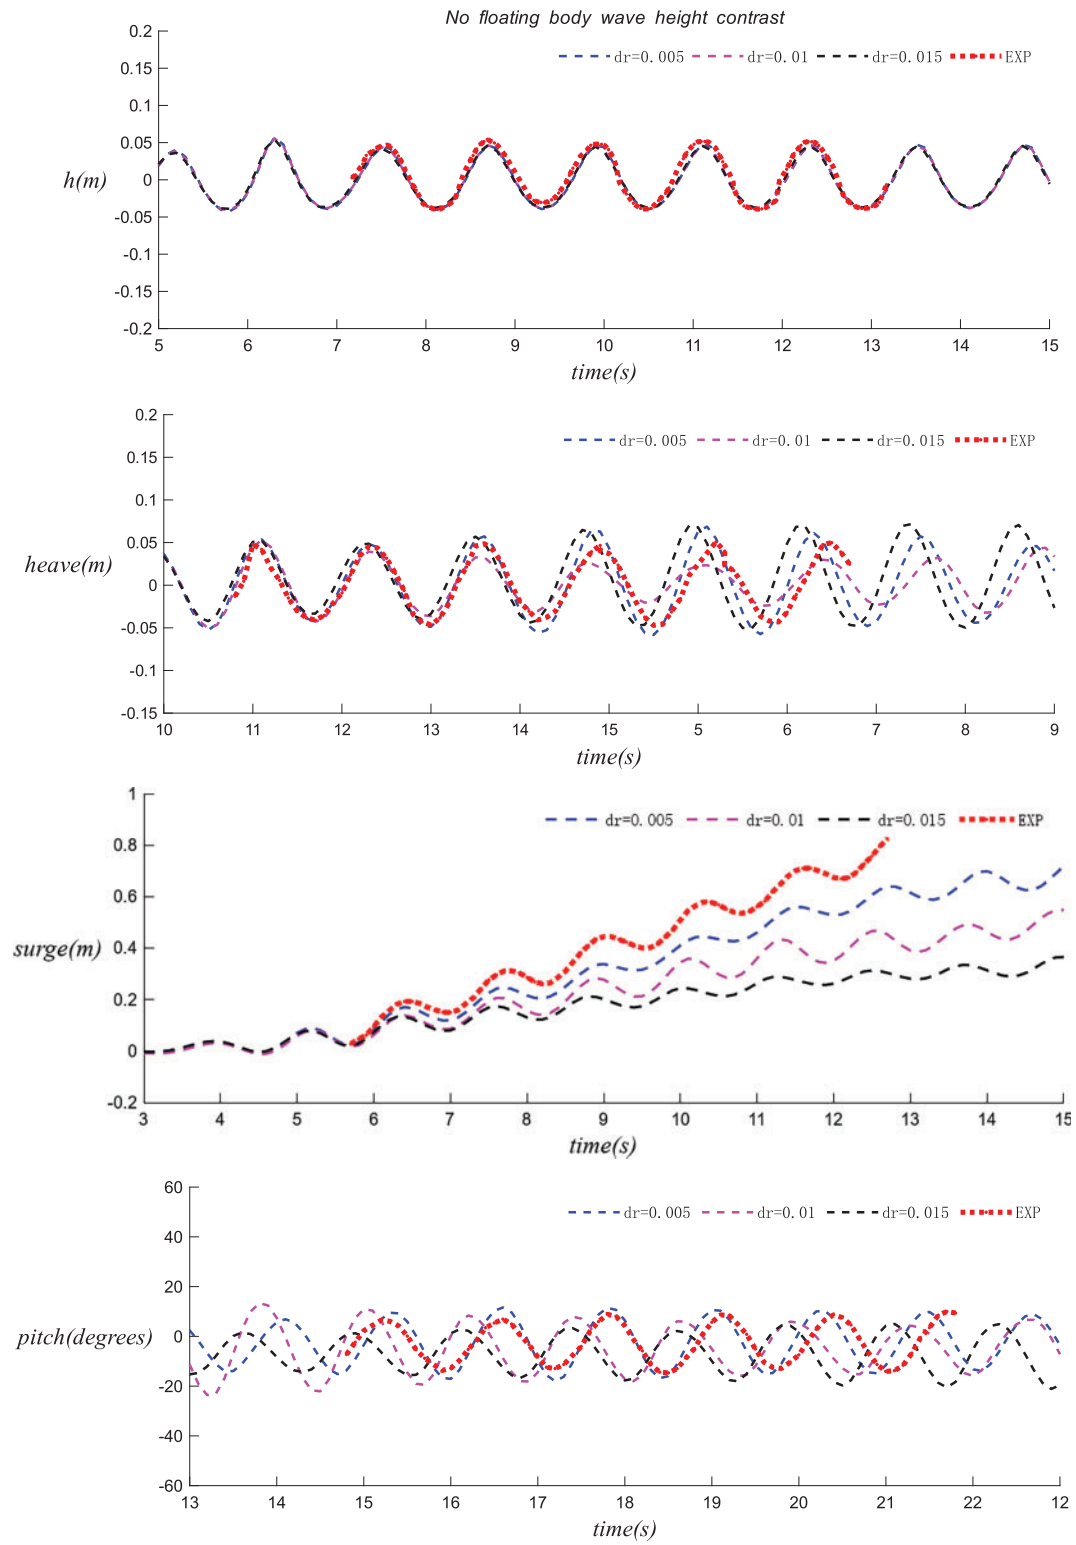 No floating body wave height contrast
dr=0.005 dr=0.01 dr=0.015 EXP
0.2
0.15
0.1
0.05
0
-0.05
-0.1
-0.15
-0.2
h(m)
5 6 7 8 9 10 11 12 13 14 15
time(s)
dr=0.005 dr=0.01 dr=0.015 EXP
0.2
0.15
0.1
0.05
0
-0.05
-0.1
-0.15
heave(m)
10 11 12 13 14 15 5 6 7 8 9
time(s)
dr=0.005 dr=0.01 dr=0.015 EXP
1
0.8
0.6
0.4
0.2
0
-0.2
surge(m)
3 4 5 6 7 8 9 10 11 12 13 14 15
time(s)
dr=0.005 dr=0.01 dr=0.015 EXP
60
40
20
0
-20
-40
-60
pitch(degrees)
13 14 15 16 17 18 19 20 21 22 12
time(s)